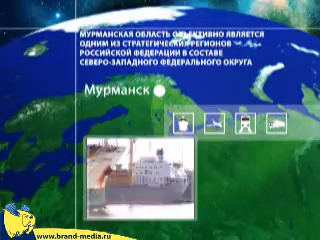 МУРМАНСКАЯ ОБЛАСТЬ ОБЪЕКТИВНО ЯВЛЯЕТСЯ
ОДНИМ ИЗ СТРАТЕГИЧЕСКИХ РЕГИОНОВ
РОССИЙСКОЙ ФЕДЕРАЦИИ В СОСТАВЕ
СЕВЕРО-ЗАПАДНОГО ФЕДЕРАЛЬНОГО ОКРУГА
Мурманск
www.brand-media.ru